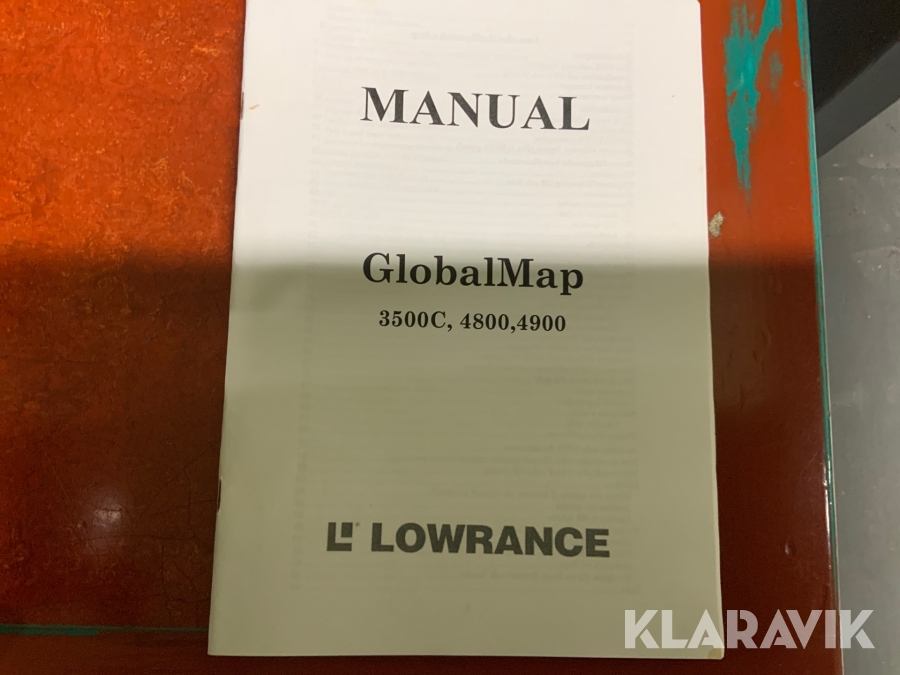 MANUAL
GlobalMap
3500C, 4800,4900
LOWRANCE
KLARAVIK